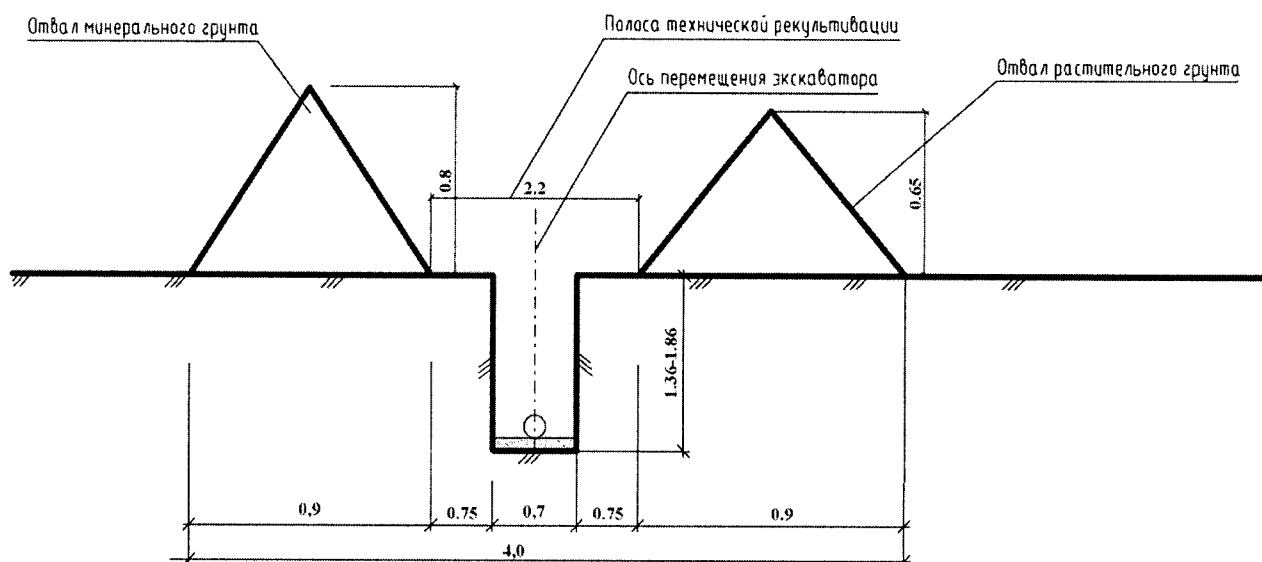 Полоса технической рекультивации
Отвал минерального грунта
Ось перемещения экскаватора
Отвал растительного грунта
0.8
2.2
0.65
1.36-1.86
0,9
0.75
0,7
0.75
0.9
4,0